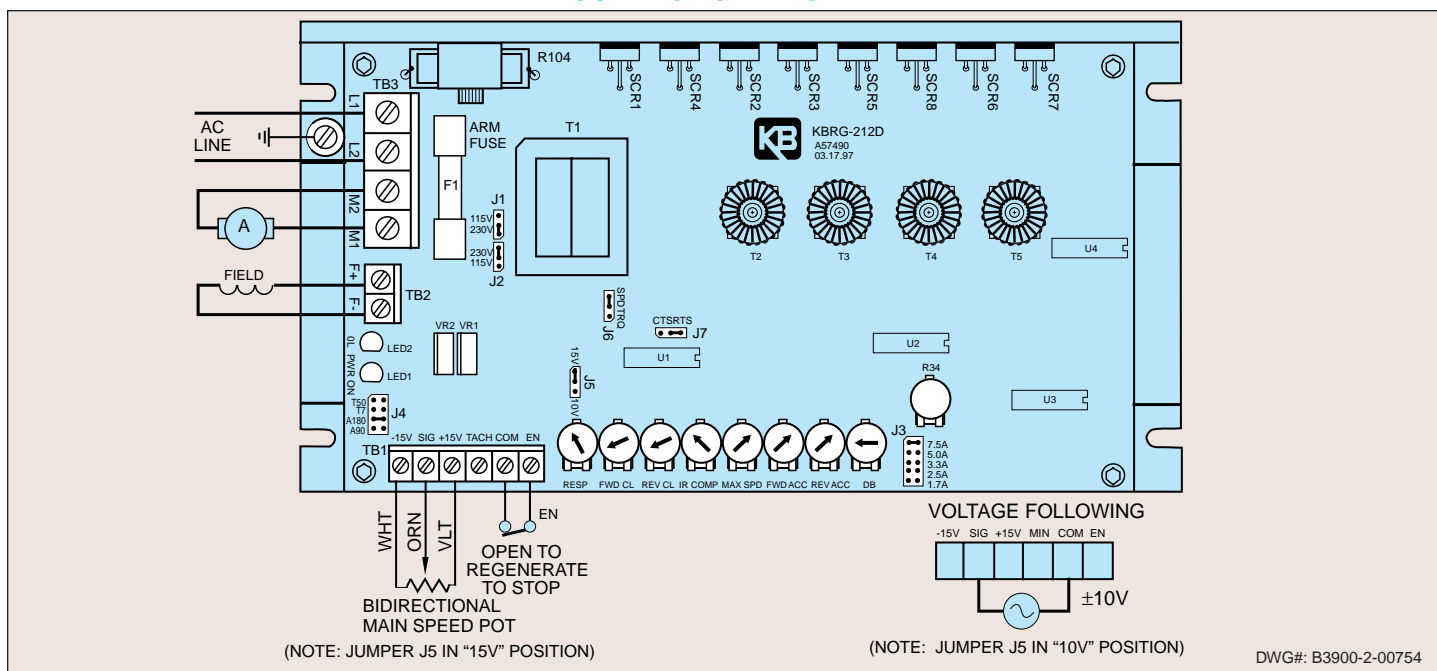 R104
SCR1
SCR4
SCR2
SCR3
SCR5
SCR8
SCR6
SCR7
TB3
L1
L2
M2
M1
AC
LINE
ARM
FUSE
F1
T1
KB
KBRG-212D
A57490
03.17.97
J1
115V
230V
230V
115V
J2
A
FIELD
F+
F-
TB2
T2
T3
T4
T5
U4
SPD TRQ
J6
CTS RTS
J7
VR2 VR1
0L
LED2
PWR ON
LED1
U1
U2
U3
15V
J5
10V
R34
T50
T7
A180
A90
J4
J3
7.5A
5.0A
3.3A
2.5A
1.7A
TB1
-15V SIG +15V TACH COM EN
RESP FWD CL REV CL IR COMP MAX SPD FWD ACC REV ACC DB
WHT
ORN
VLT
EN
OPEN TO
REGENERATE
TO STOP
BIDIRECTIONAL
MAIN SPEED POT
(NOTE: JUMPER J5 IN "15V" POSITION)
VOLTAGE FOLLOWING
-15V SIG +15V MIN COM EN
±10V
(NOTE: JUMPER J5 IN "10V" POSITION)
DWG#: B3900-2-00754